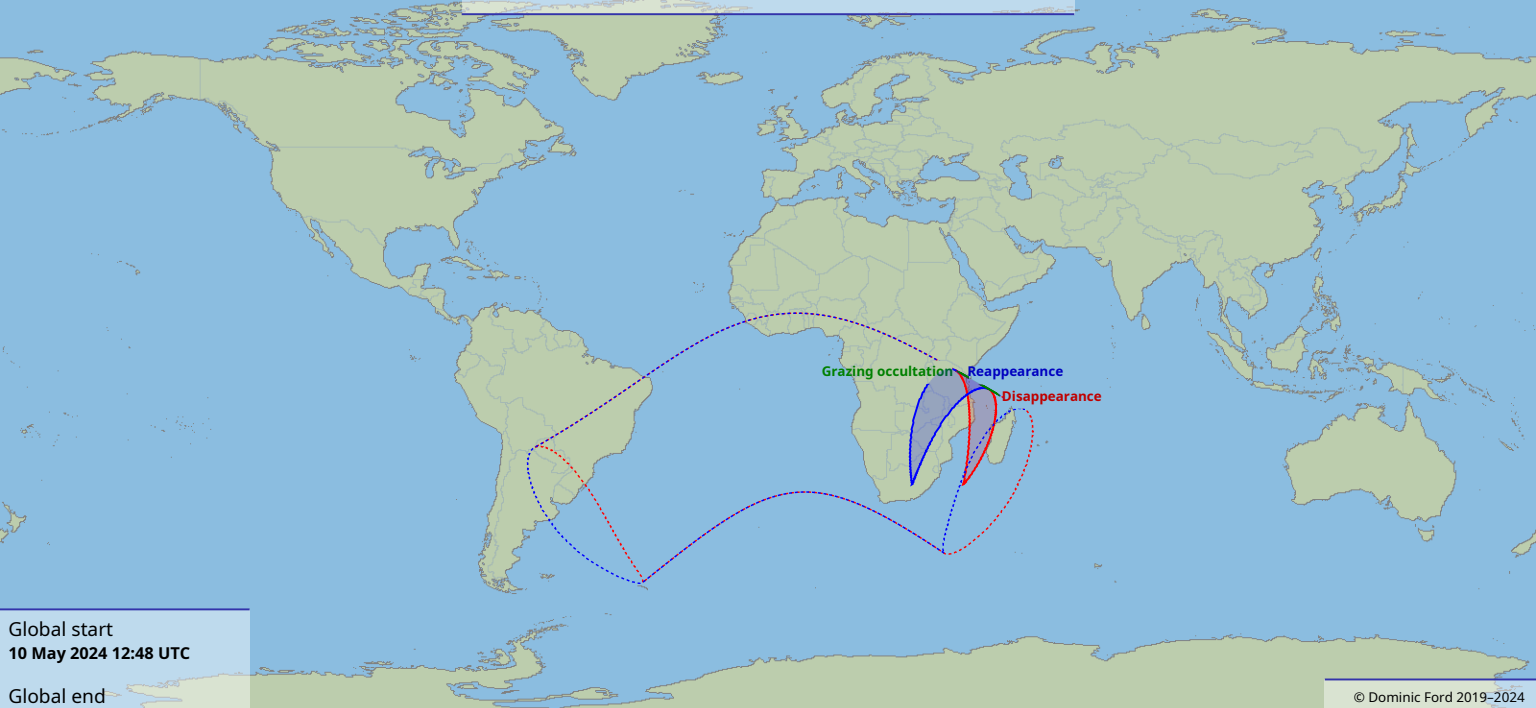 Grazing occultation
Reappearance
Disappearance
Global start
10 May 2024 12:48 UTC
Global end
© Dominic Ford 2019–2024